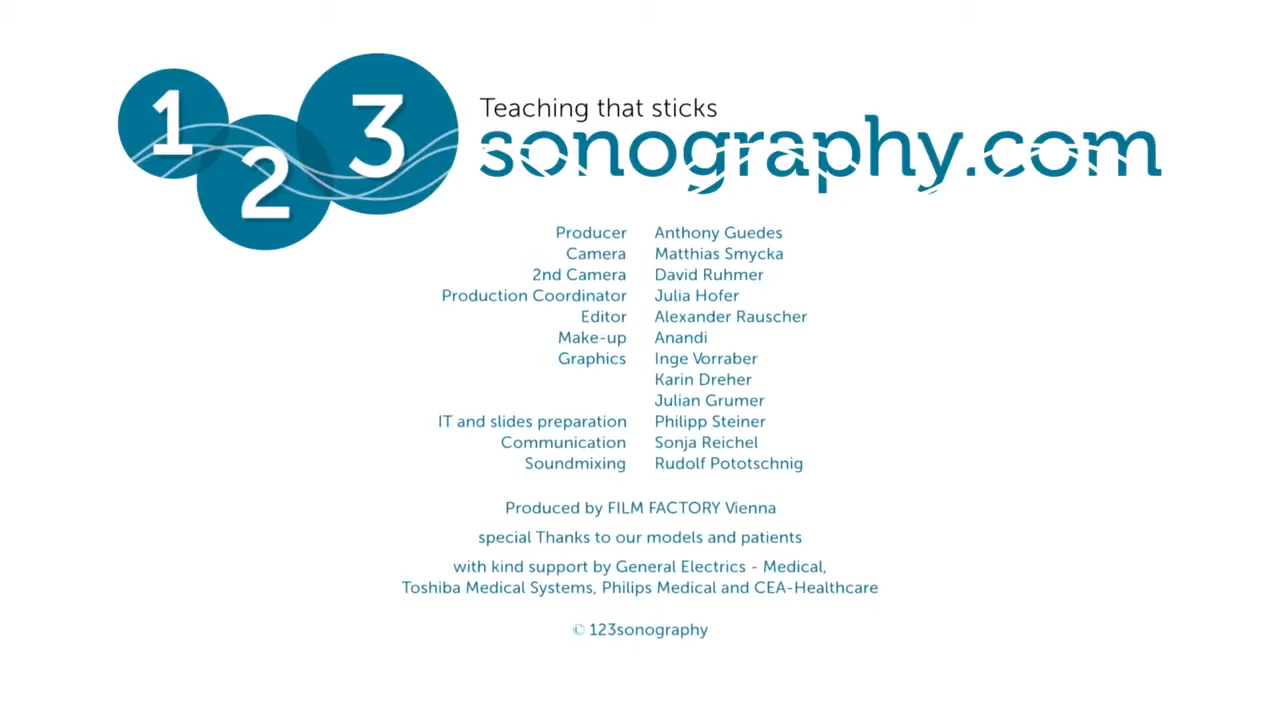 1 2 3
Teaching that sticks
sonography.com
Producer Anthony Guedes
Camera Matthias Smycka
2nd Camera David Ruhmer
Production Coordinator Julia Hofer
Editor Alexander Rauscher
Make-up Anandi
Graphics Inge Vorraber
Karin Dreher
Julian Grumer
IT and slides preparation Philipp Steiner
Communication Sonja Reichel
Soundmixing Rudolf Pototschnig
Produced by FILM FACTORY Vienna
special Thanks to our models and patients
with kind support by General Electrics - Medical,
Toshiba Medical Systems, Philips Medical and CEA-Healthcare
© 123sonography